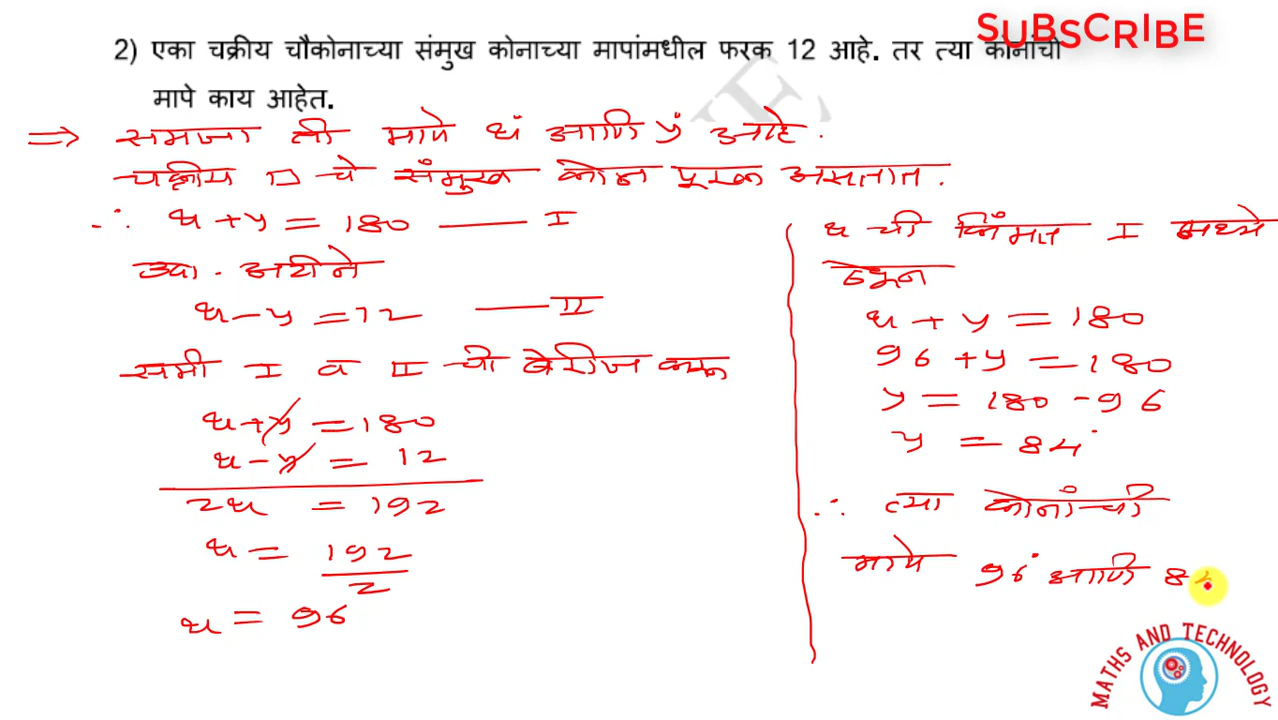 SUBSCRIBE
2) एका चक्रीय चौकोनाच्या संमुख कोनाच्या मापांमधील फरक 12 आहे. तर त्या कोनांची
मापे काय आहेत.
⇒ समजा ती मापे x° आणि y° आहे.
चक्रीय □ चे संमुख कोन पूरक असतात.
∴ x + y = 180 —— I
उदा. अटीने
x - y = 12 —— II
समी I व II ची बेरीज करून
x + y = 180
x - y = 12
2x = 192
x = 192
2
x = 96
x ची किंमत I मध्ये
ठेवून
x + y = 180
96 + y = 180
y = 180 - 96
y = 84°
∴ त्या कोनांची
मापे 96° आणि 84
MATHS AND TECHNOLOGY